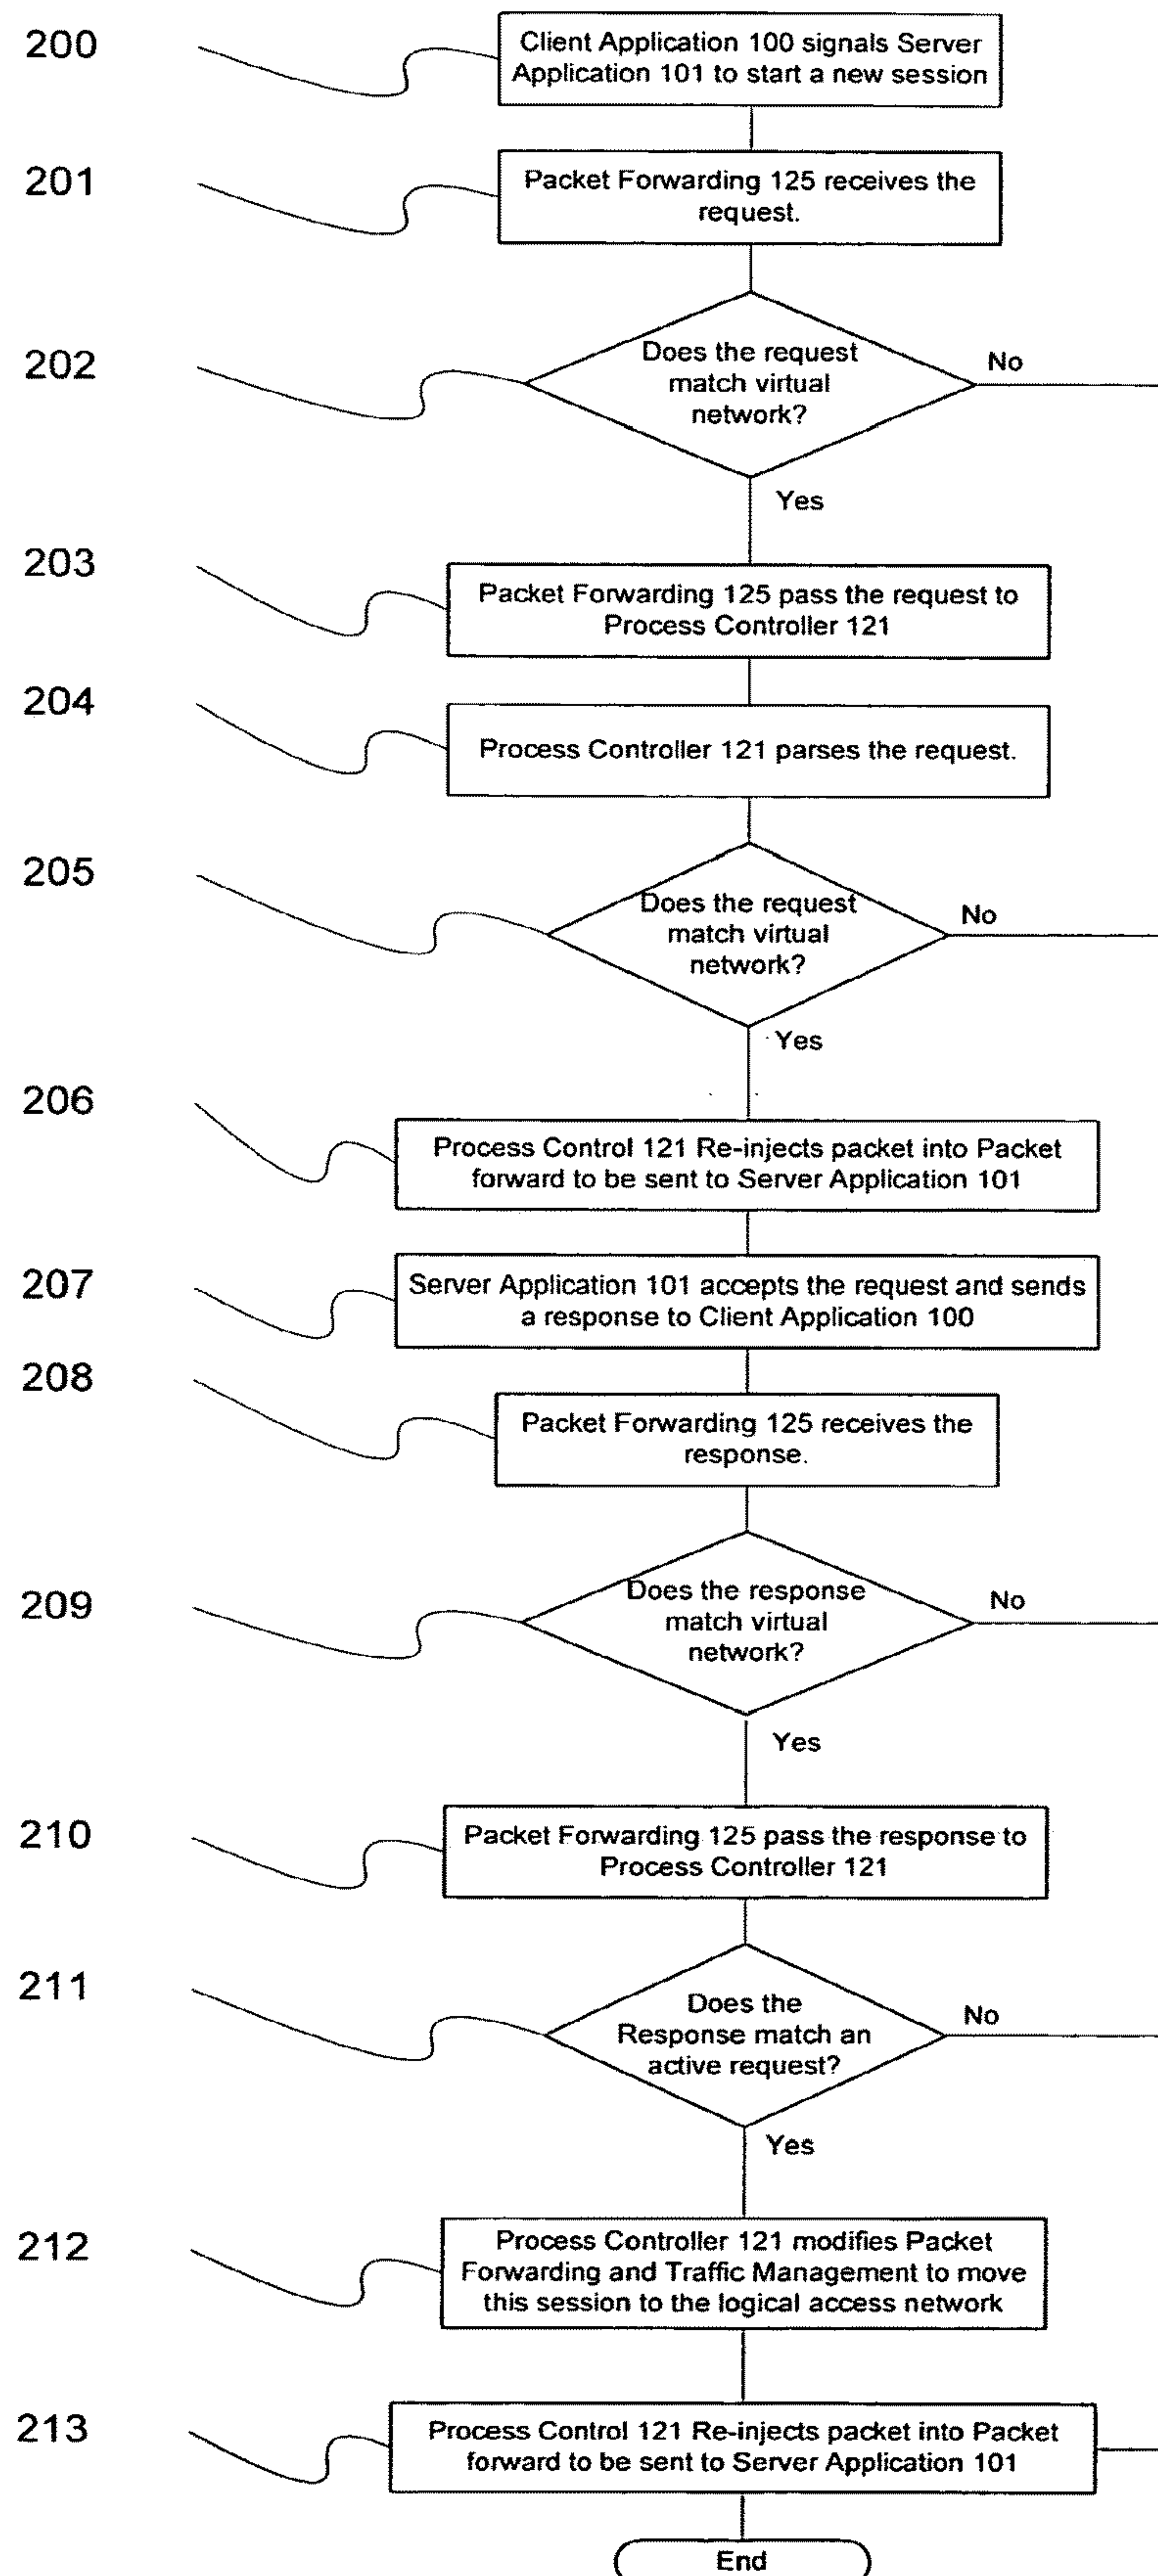 200
Client Application 100 signals Server
Application 101 to start a new session
201
Packet Forwarding 125 receives the
request.
202
Does the request
match virtual
network?
No
Yes
203
Packet Forwarding 125 pass the request to
Process Controller 121
204
Process Controller 121 parses the request.
205
Does the request
match virtual
network?
No
Yes
206
Process Control 121 Re-injects packet into Packet
forward to be sent to Server Application 101
207
Server Application 101 accepts the request and sends
a response to Client Application 100
208
Packet Forwarding 125 receives the
response.
209
Does the response
match virtual
network?
No
Yes
210
Packet Forwarding 125 pass the response to
Process Controller 121
211
Does the
Response match an
active request?
No
Yes
212
Process Controller 121 modifies Packet
Forwarding and Traffic Management to move
this session to the logical access network
213
Process Control 121 Re-injects packet into Packet
forward to be sent to Server Application 101
End